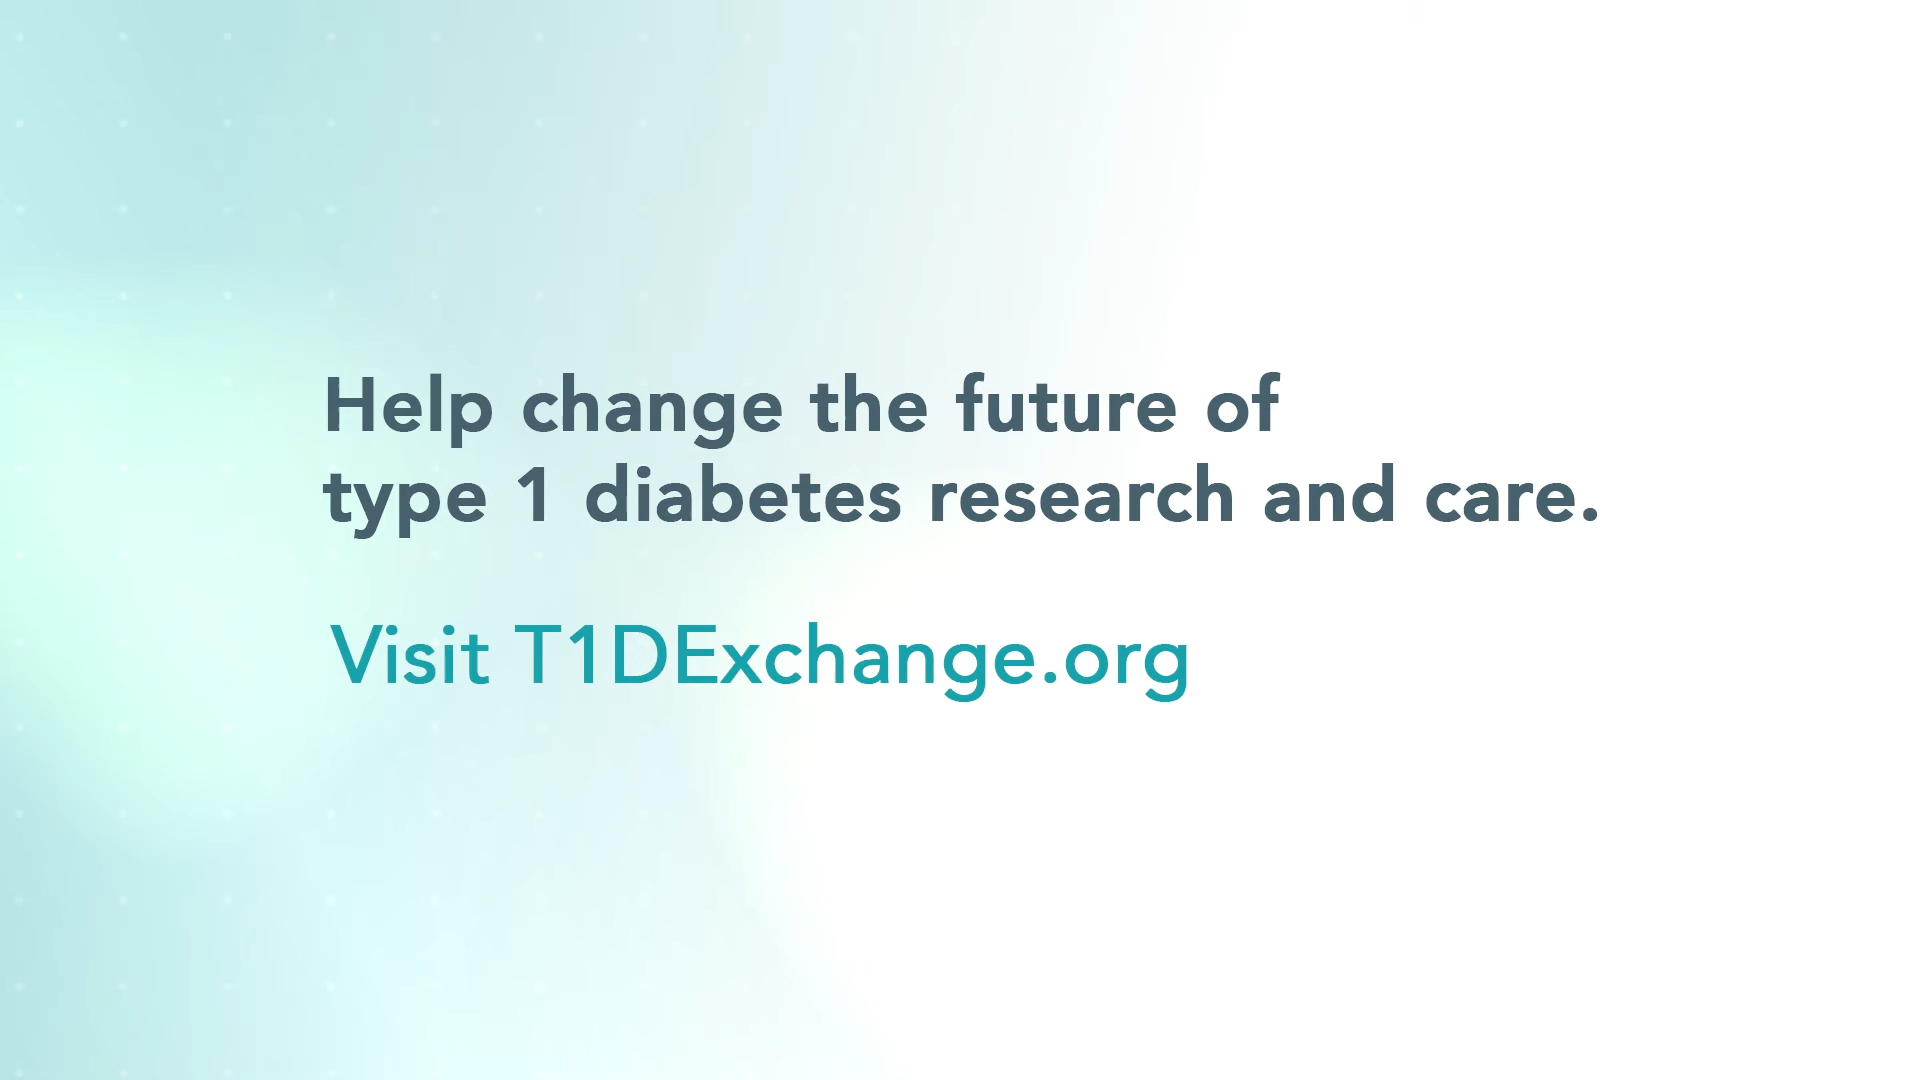 Help change the future of
type 1 diabetes research and care.
Visit T1DExchange.org